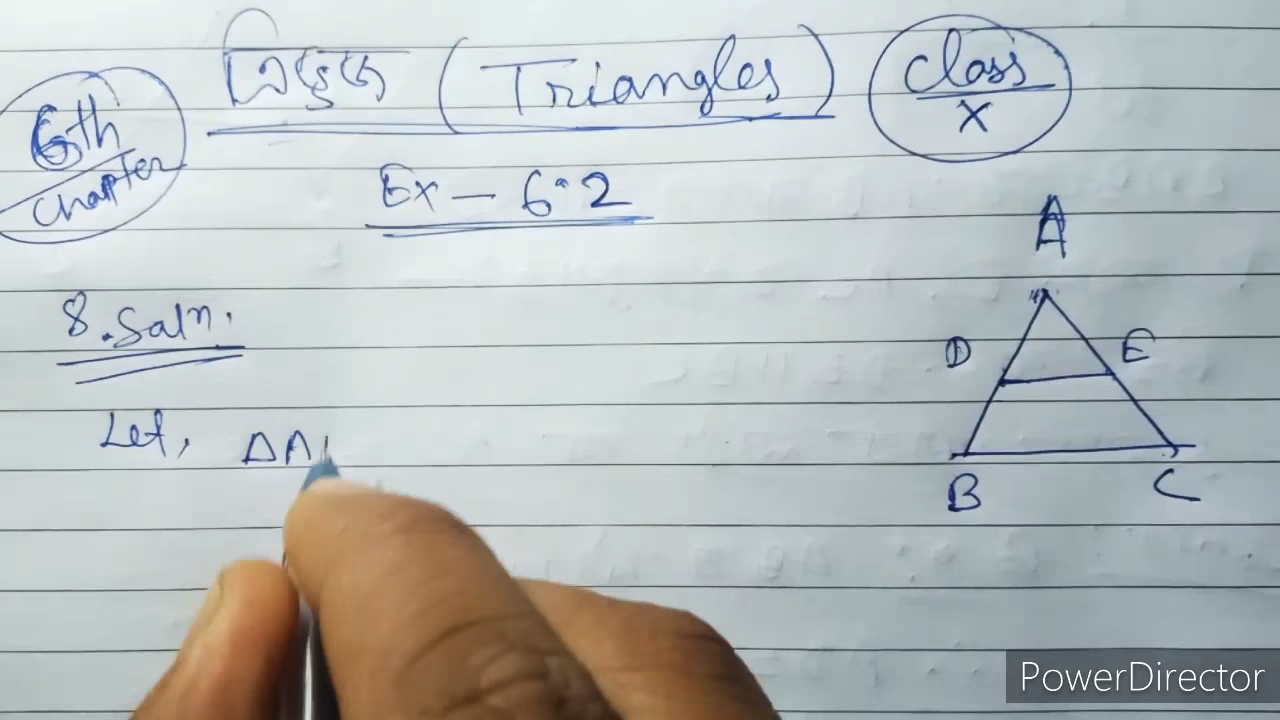 ত্রিভুজ (Triangles)
Class
X
6th
Chapter
Ex - 6.2
8. Soln.
Let, ΔA
A
D E
B C
PowerDirector